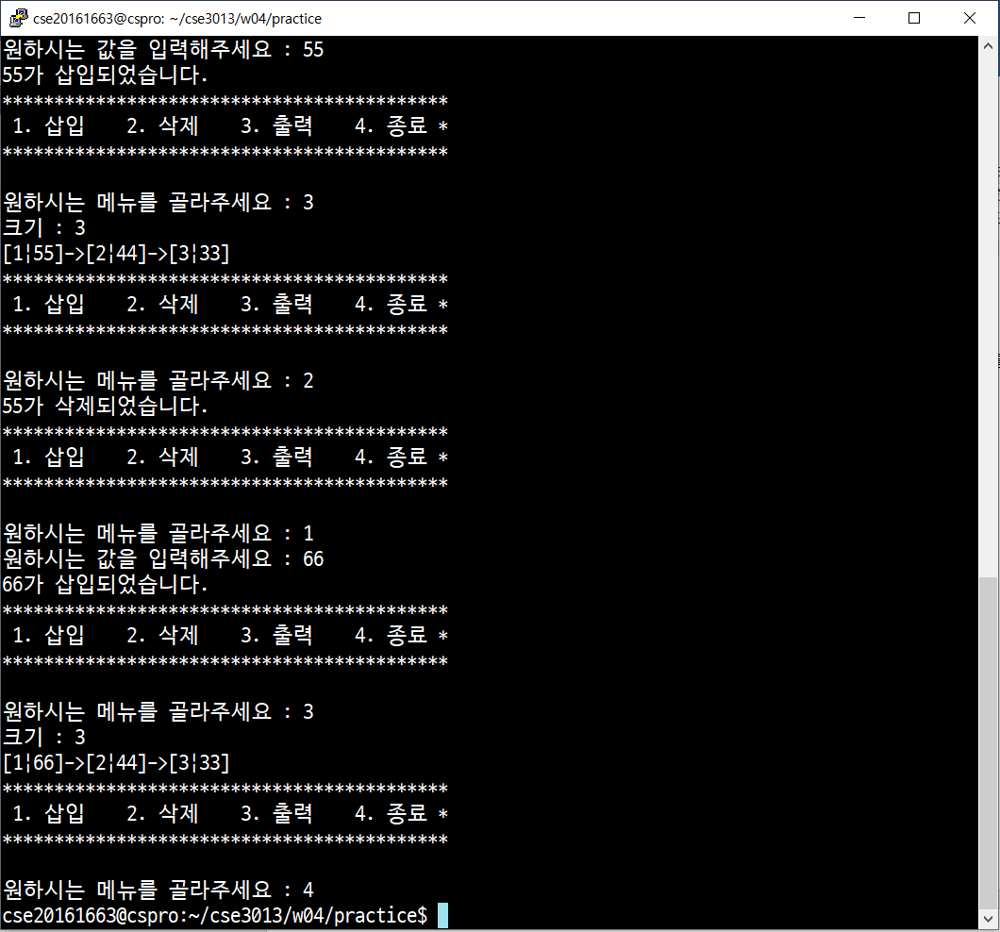 cse20161663@cspro: ~/cse3013/w04/practice
원하시는 값을 입력해주세요 : 55
55가 삽입되었습니다.
*******************************************
 1. 삽입    2. 삭제    3. 출력    4. 종료 *
*******************************************
원하시는 메뉴를 골라주세요 : 3
크기 : 3
[1¦55]->[2¦44]->[3¦33]
*******************************************
 1. 삽입    2. 삭제    3. 출력    4. 종료 *
*******************************************
원하시는 메뉴를 골라주세요 : 2
55가 삭제되었습니다.
*******************************************
 1. 삽입    2. 삭제    3. 출력    4. 종료 *
*******************************************
원하시는 메뉴를 골라주세요 : 1
원하시는 값을 입력해주세요 : 66
66가 삽입되었습니다.
*******************************************
 1. 삽입    2. 삭제    3. 출력    4. 종료 *
*******************************************
원하시는 메뉴를 골라주세요 : 3
크기 : 3
[1¦66]->[2¦44]->[3¦33]
*******************************************
 1. 삽입    2. 삭제    3. 출력    4. 종료 *
*******************************************
원하시는 메뉴를 골라주세요 : 4
cse20161663@cspro:~/cse3013/w04/practice$